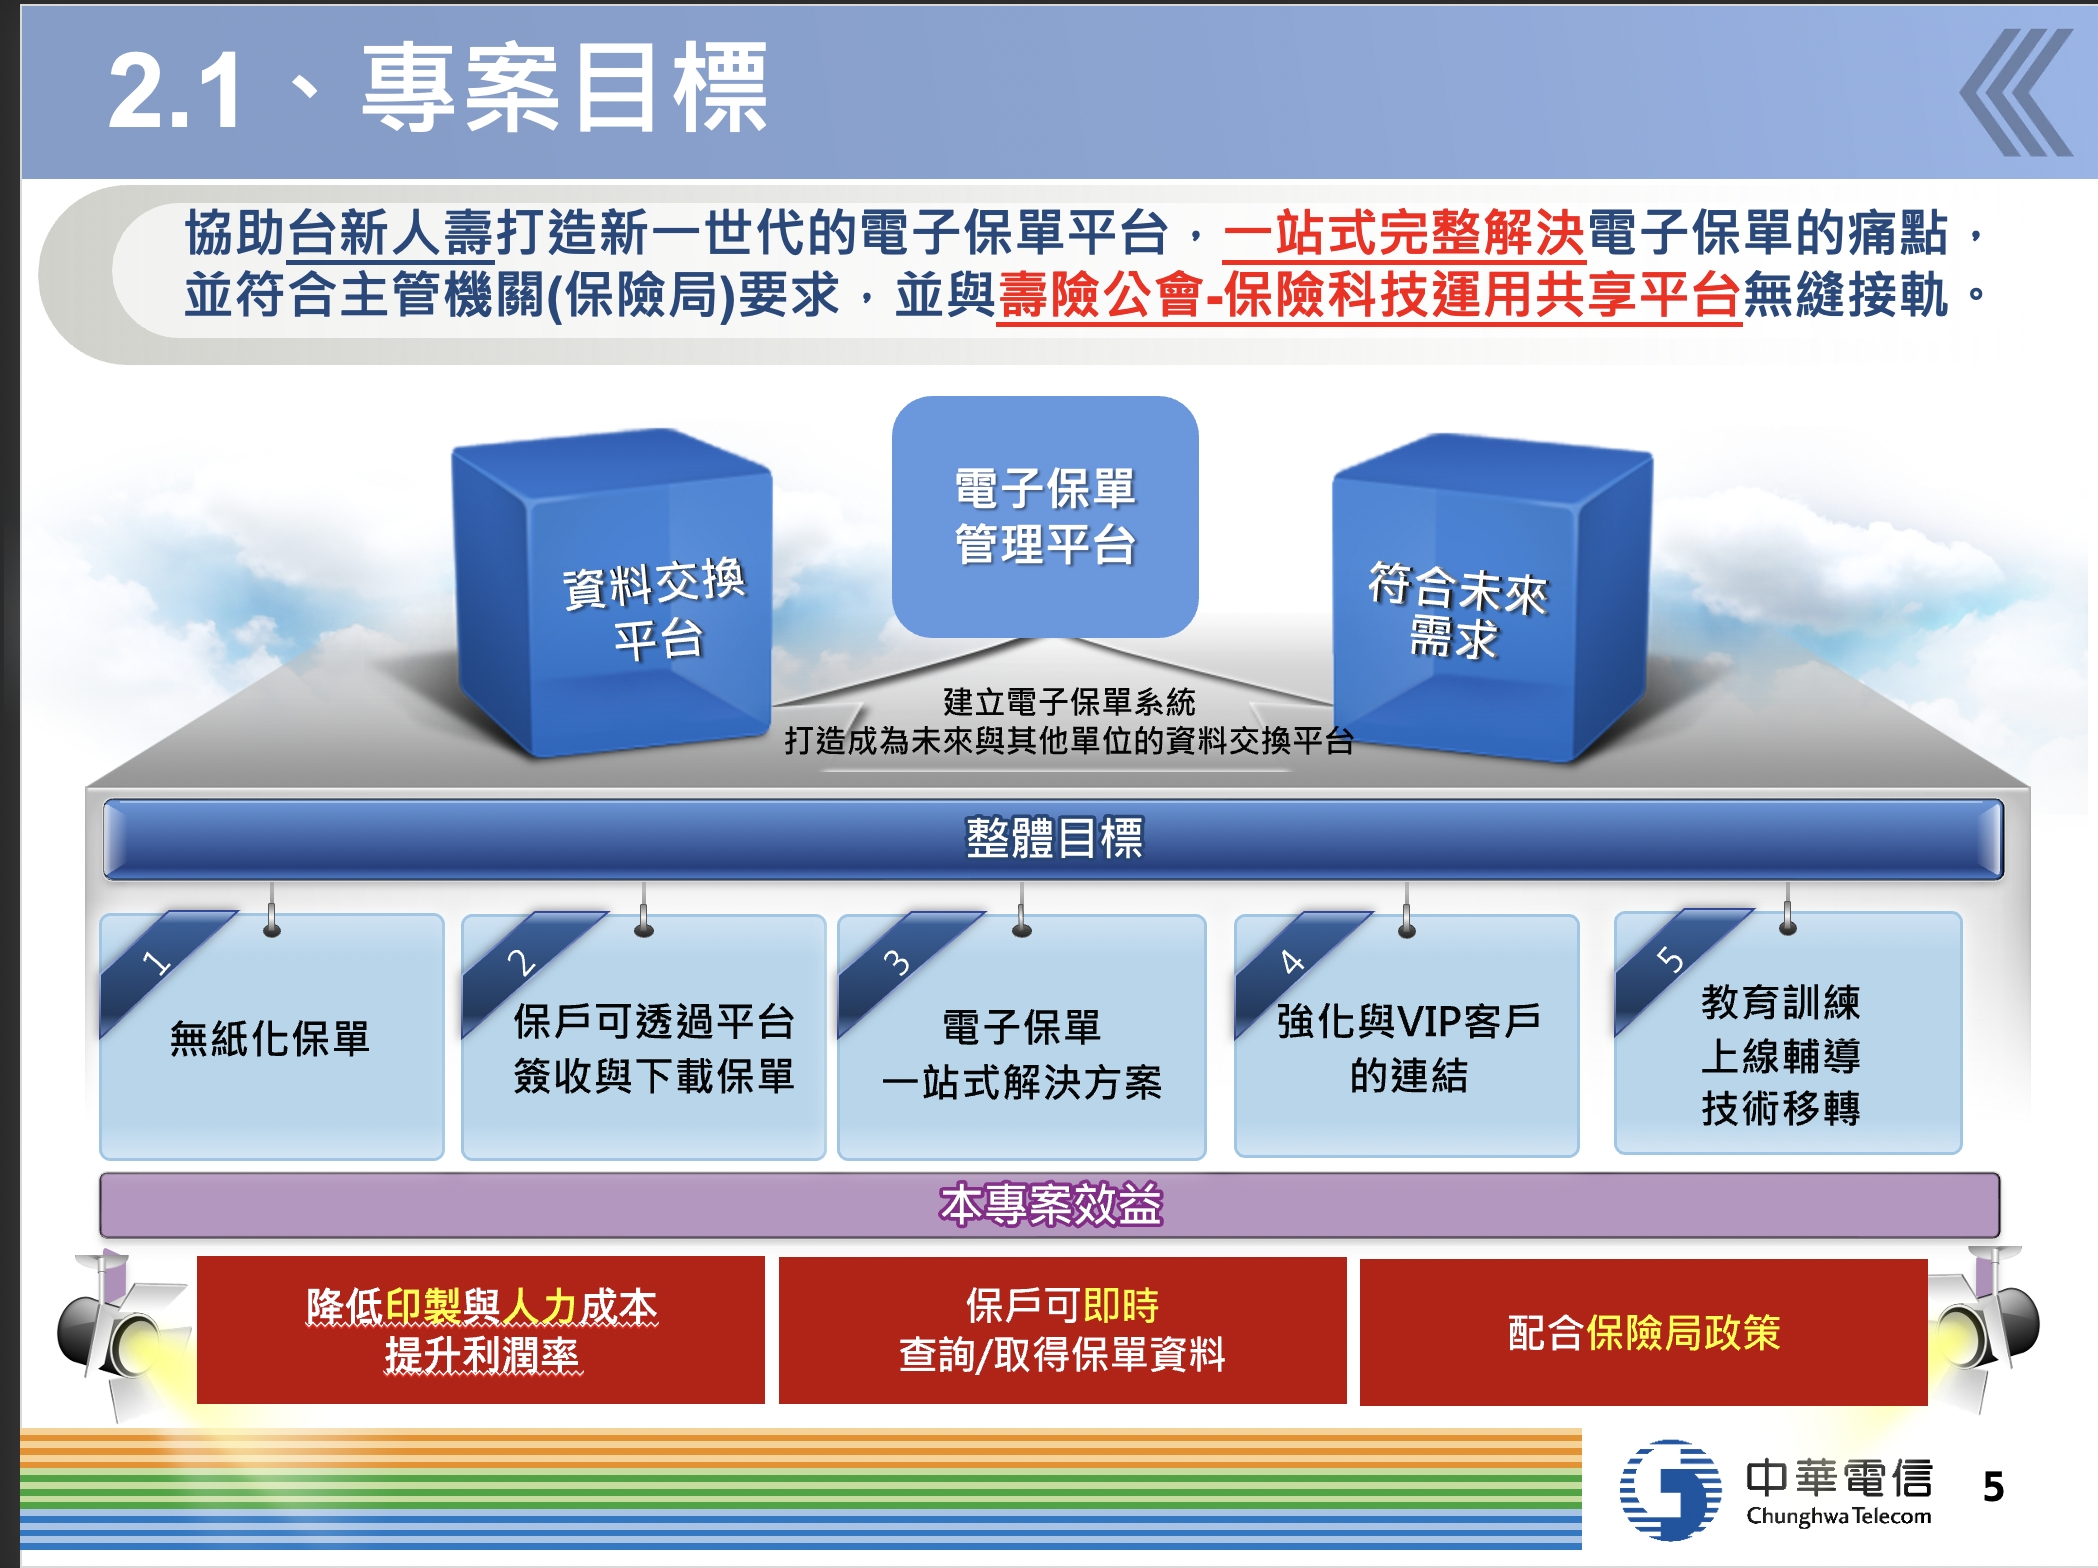 2.1、專案目標
協助台新人壽打造新一世代的電子保單平台，一站式完整解決電子保單的痛點，
並符合主管機關(保險局)要求，並與壽險公會-保險科技運用共享平台無縫接軌。
電子保單
管理平台
資料交換
平台
符合未來
需求
建立電子保單系統
打造成為未來與其他單位的資料交換平台
整體目標
1
無紙化保單
2
保戶可透過平台
簽收與下載保單
3
電子保單
一站式解決方案
4
強化與VIP客戶
的連結
5
教育訓練
上線輔導
技術移轉
本專案效益
降低印製與人力成本
提升利潤率
保戶可即時
查詢/取得保單資料
配合保險局政策
中華電信
Chunghwa Telecom
5